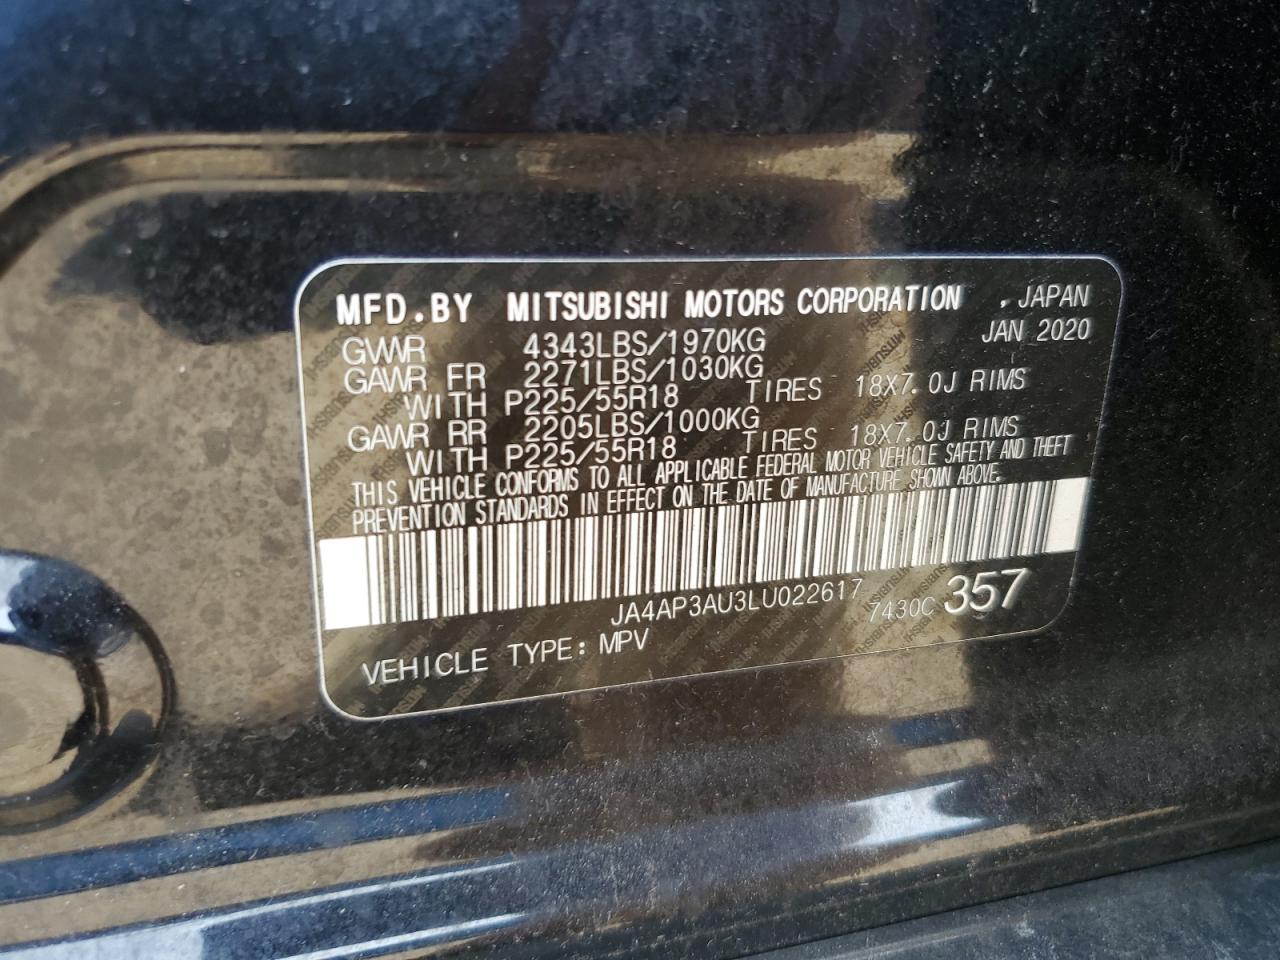 MFD.BY MITSUBISHI MOTORS CORPORATION , JAPAN
GVWR 4343LBS/1970KG JAN 2020
GAWR FR 2271LBS/1030KG
WITH P225/55R18 TIRES 18X7.0J RIMS
GAWR RR 2205LBS/1000KG
WITH P225/55R18 TIRES 18X7.0J RIMS
THIS VEHICLE CONFORMS TO ALL APPLICABLE FEDERAL MOTOR VEHICLE SAFETY AND THEFT
PREVENTION STANDARDS IN EFFECT ON THE DATE OF MANUFACTURE SHOWN ABOVE.
JA4AP3AU3LU022617 7430C 357
VEHICLE TYPE: MPV